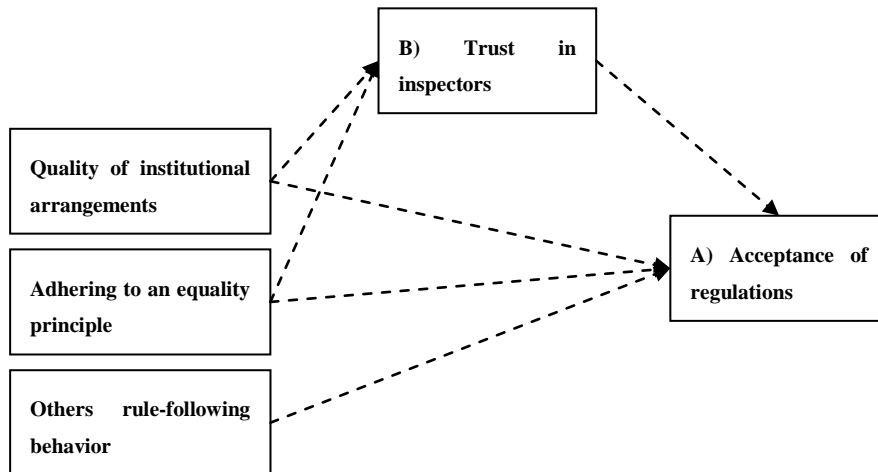 B) Trust in
inspectors
Quality of institutional
arrangements
A) Acceptance of
regulations
Adhering to an equality
principle
Others rule-following
behavior